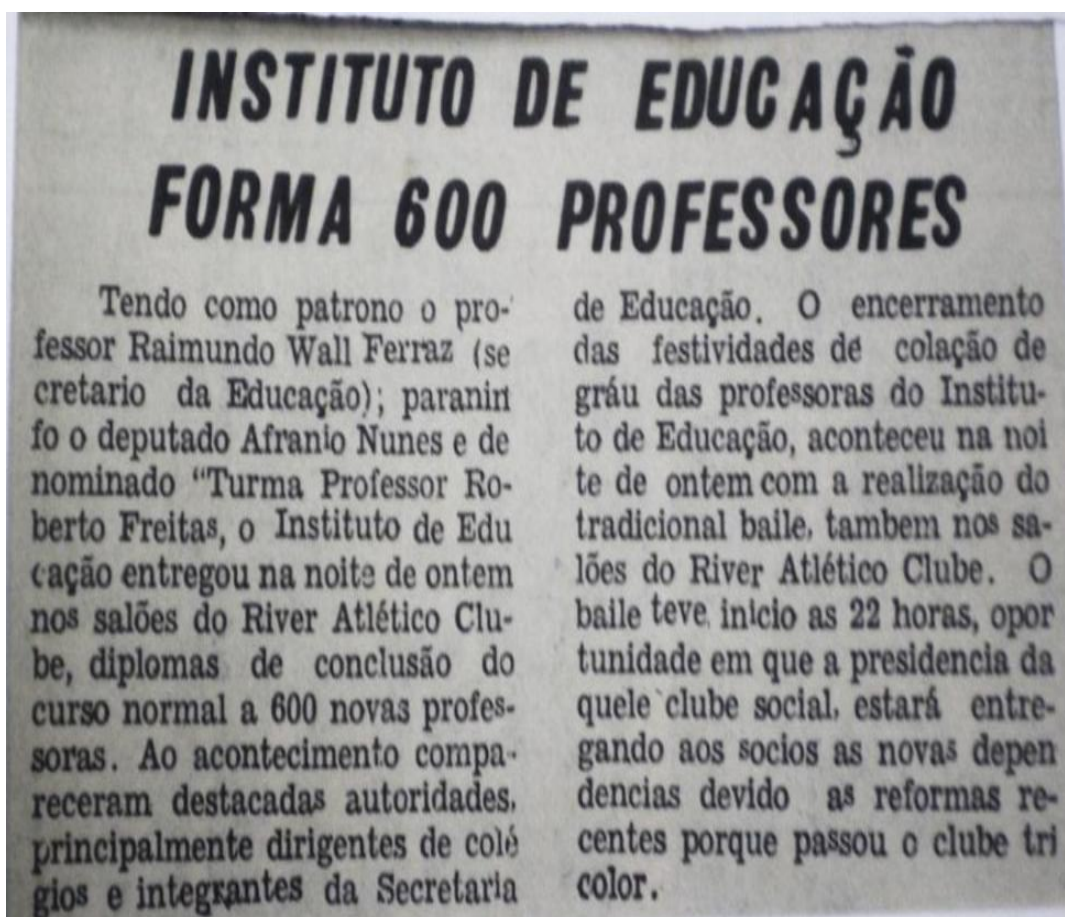 INSTITUTO DE EDUCAÇÃO
FORMA 600 PROFESSORES
Tendo como patrono o pro-
fessor Raimundo Wall Ferraz (se
cretario da Educação); paranin
fo o deputado Afranio Nunes e de
nominado “Turma Professor Ro-
berto Freitas, o Instituto de Edu
cação entregou na noite de ontem
nos salões do River Atlético Clu-
be, diplomas de conclusão do
curso normal a 600 novas profes-
soras. Ao acontecimento compa-
receram destacadas autoridades,
principalmente dirigentes de colé
gios e integrantes da Secretaria
de Educação. O encerramento
das festividades de colação de
gráu das professoras do Institu-
to de Educação, aconteceu na noi
te de ontem com a realização do
tradicional baile, tambem nos sa-
lões do River Atlético Clube. O
baile teve inicio as 22 horas, opor
tunidade em que a presidencia da
quele clube social, estará entre-
gando aos socios as novas depen
dencias devido as reformas re-
centes porque passou o clube tri
color.